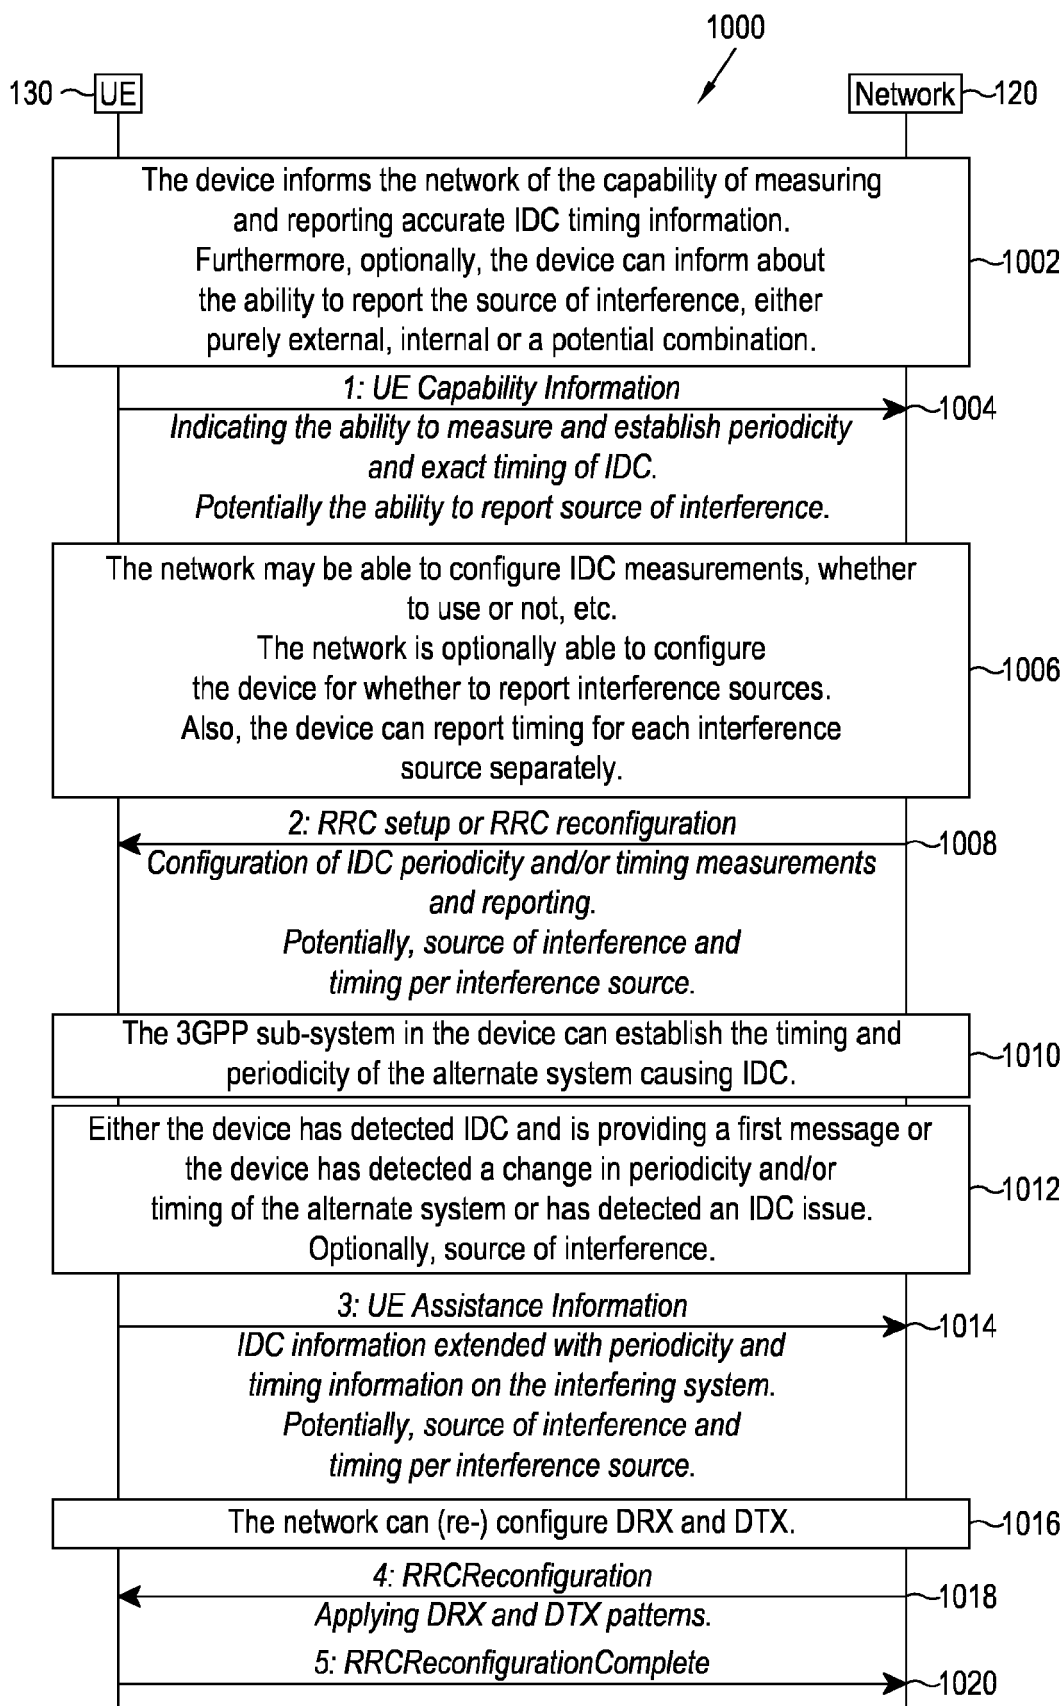 1000
130
UE
Network
120
The device informs the network of the capability of measuring
and reporting accurate IDC timing information.
Furthermore, optionally, the device can inform about
the ability to report the source of interference, either
purely external, internal or a potential combination.
1002
1: UE Capability Information
1004
Indicating the ability to measure and establish periodicity
and exact timing of IDC.
Potentially the ability to report source of interference.
The network may be able to configure IDC measurements, whether
to use or not, etc.
The network is optionally able to configure
the device for whether to report interference sources.
Also, the device can report timing for each interference
source separately.
1006
2: RRC setup or RRC reconfiguration
1008
Configuration of IDC periodicity and/or timing measurements
and reporting.
Potentially, source of interference and
timing per interference source.
The 3GPP sub-system in the device can establish the timing and
periodicity of the alternate system causing IDC.
1010
Either the device has detected IDC and is providing a first message or
the device has detected a change in periodicity and/or
timing of the alternate system or has detected an IDC issue.
Optionally, source of interference.
1012
3: UE Assistance Information
1014
IDC information extended with periodicity and
timing information on the interfering system.
Potentially, source of interference and
timing per interference source.
The network can (re-) configure DRX and DTX.
1016
4: RRCReconfiguration
1018
Applying DRX and DTX patterns.
5: RRCReconfigurationComplete
1020